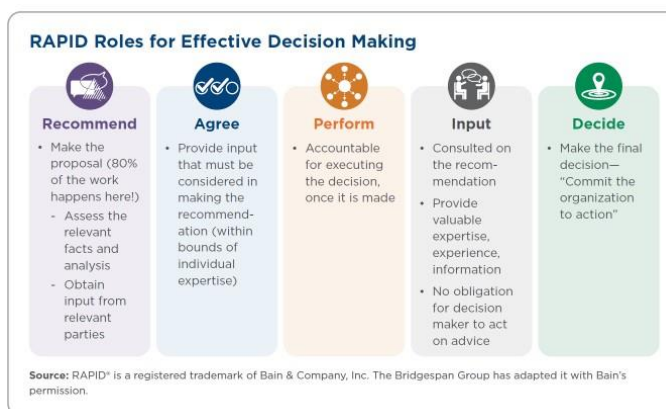 RAPID Roles for Effective Decision Making
Recommend
• Make the
proposal (80%
of the work
happens here!)
- Assess the
relevant
facts and
analysis
- Obtain
input from
relevant
parties
Agree
• Provide input
that must be
considered in
making the
recommend-
ation (within
bounds of
individual
expertise)
Perform
• Accountable
for executing
the decision,
once it is
made
Input
• Consulted on
the recom-
mendation
• Provide
valuable
expertise,
experience,
information
• No obligation
for decision
maker to act
on advice
Decide
• Make the final
decision—
“Commit the
organization
to action”
Source: RAPID® is a registered trademark of Bain & Company, Inc. The Bridgespan Group has adapted it with Bain’s
permission.